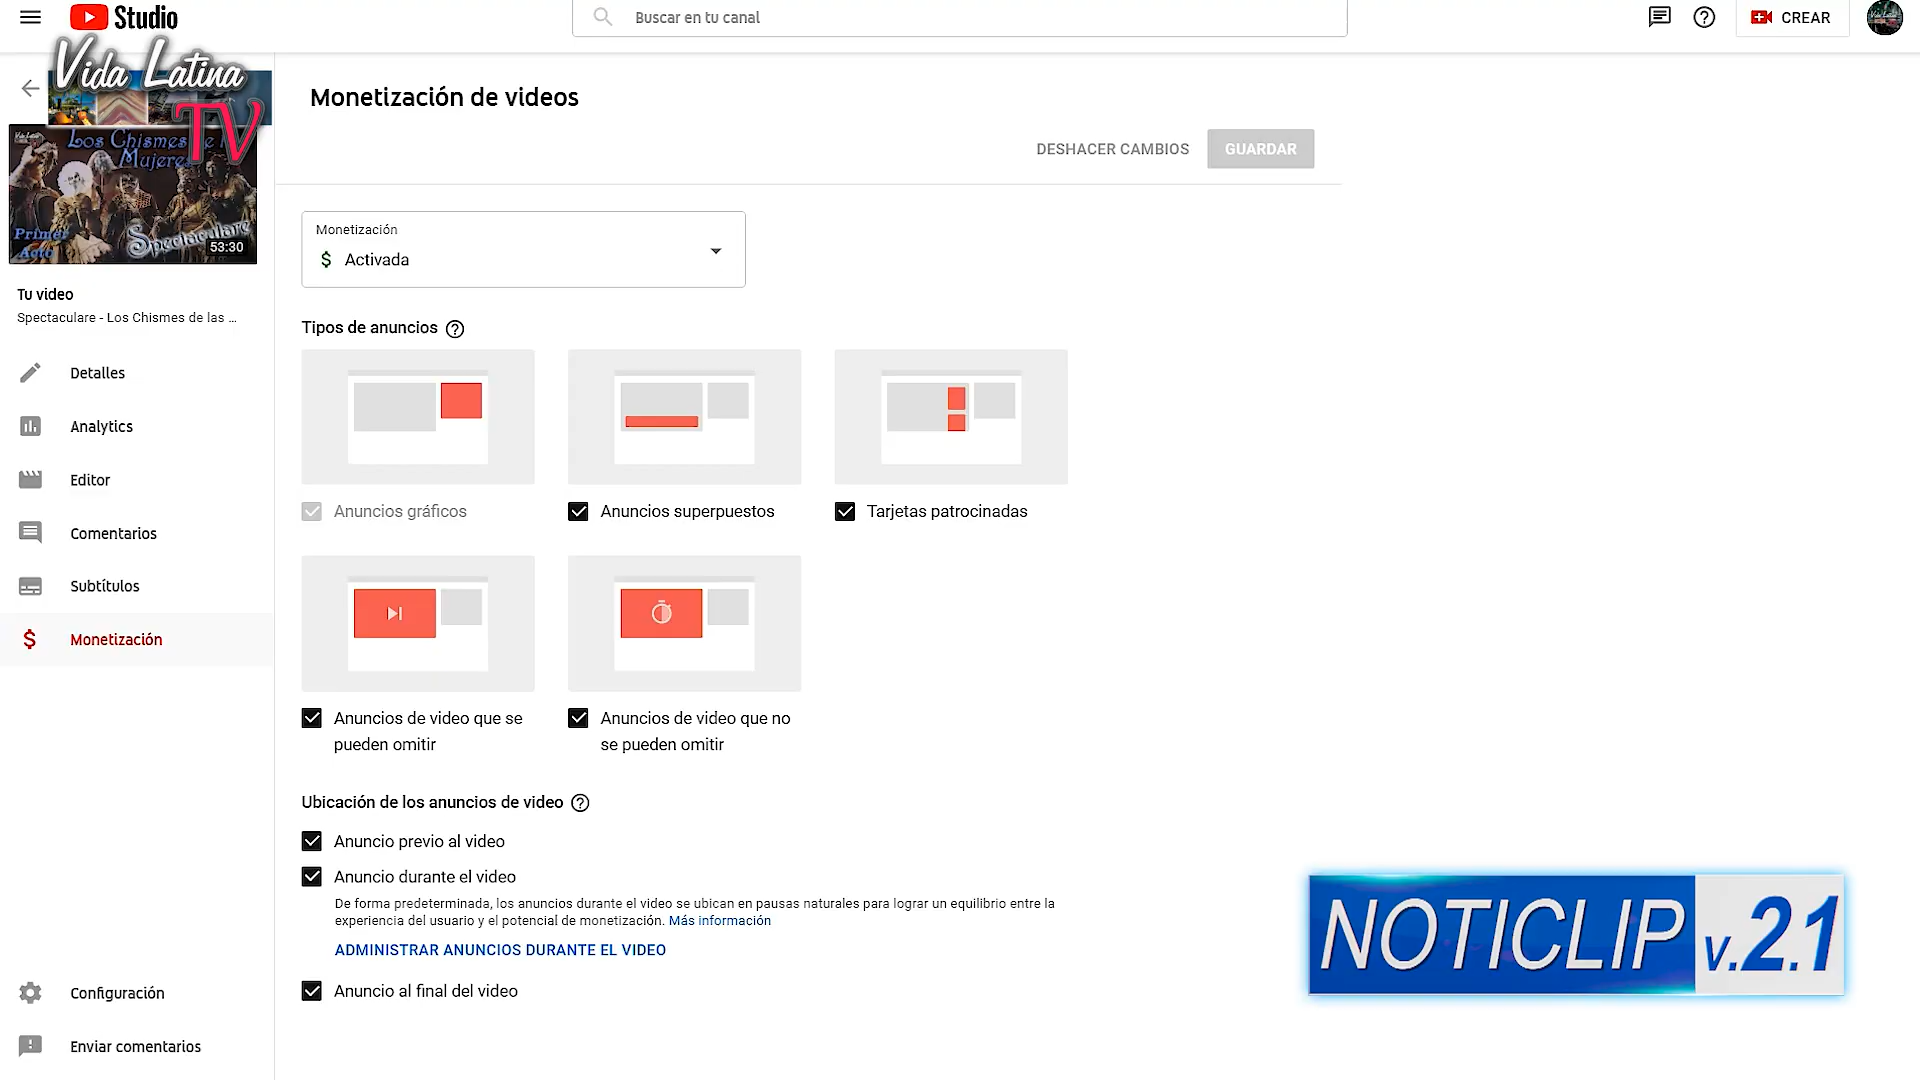 Studio
Buscar en tu canal
CREAR
Vida Latina
TV
Los Chismes de
Mujeres
Primer
Acto
Spectaculare
53:30
Tu video
Spectaculare - Los Chismes de las ...
Detalles
Analytics
Editor
Comentarios
Subtítulos
Monetización
Configuración
Enviar comentarios
Monetización de videos
DESHACER CAMBIOS
GUARDAR
Monetización
$ Activada
Tipos de anuncios
Anuncios gráficos
Anuncios superpuestos
Tarjetas patrocinadas
Anuncios de video que se
pueden omitir
Anuncios de video que no
se pueden omitir
Ubicación de los anuncios de video
Anuncio previo al video
Anuncio durante el video
De forma predeterminada, los anuncios durante el video se ubican en pausas naturales para lograr un equilibrio entre la
experiencia del usuario y el potencial de monetización. Más información
ADMINISTRAR ANUNCIOS DURANTE EL VIDEO
Anuncio al final del video
NOTICLIP v.2.1